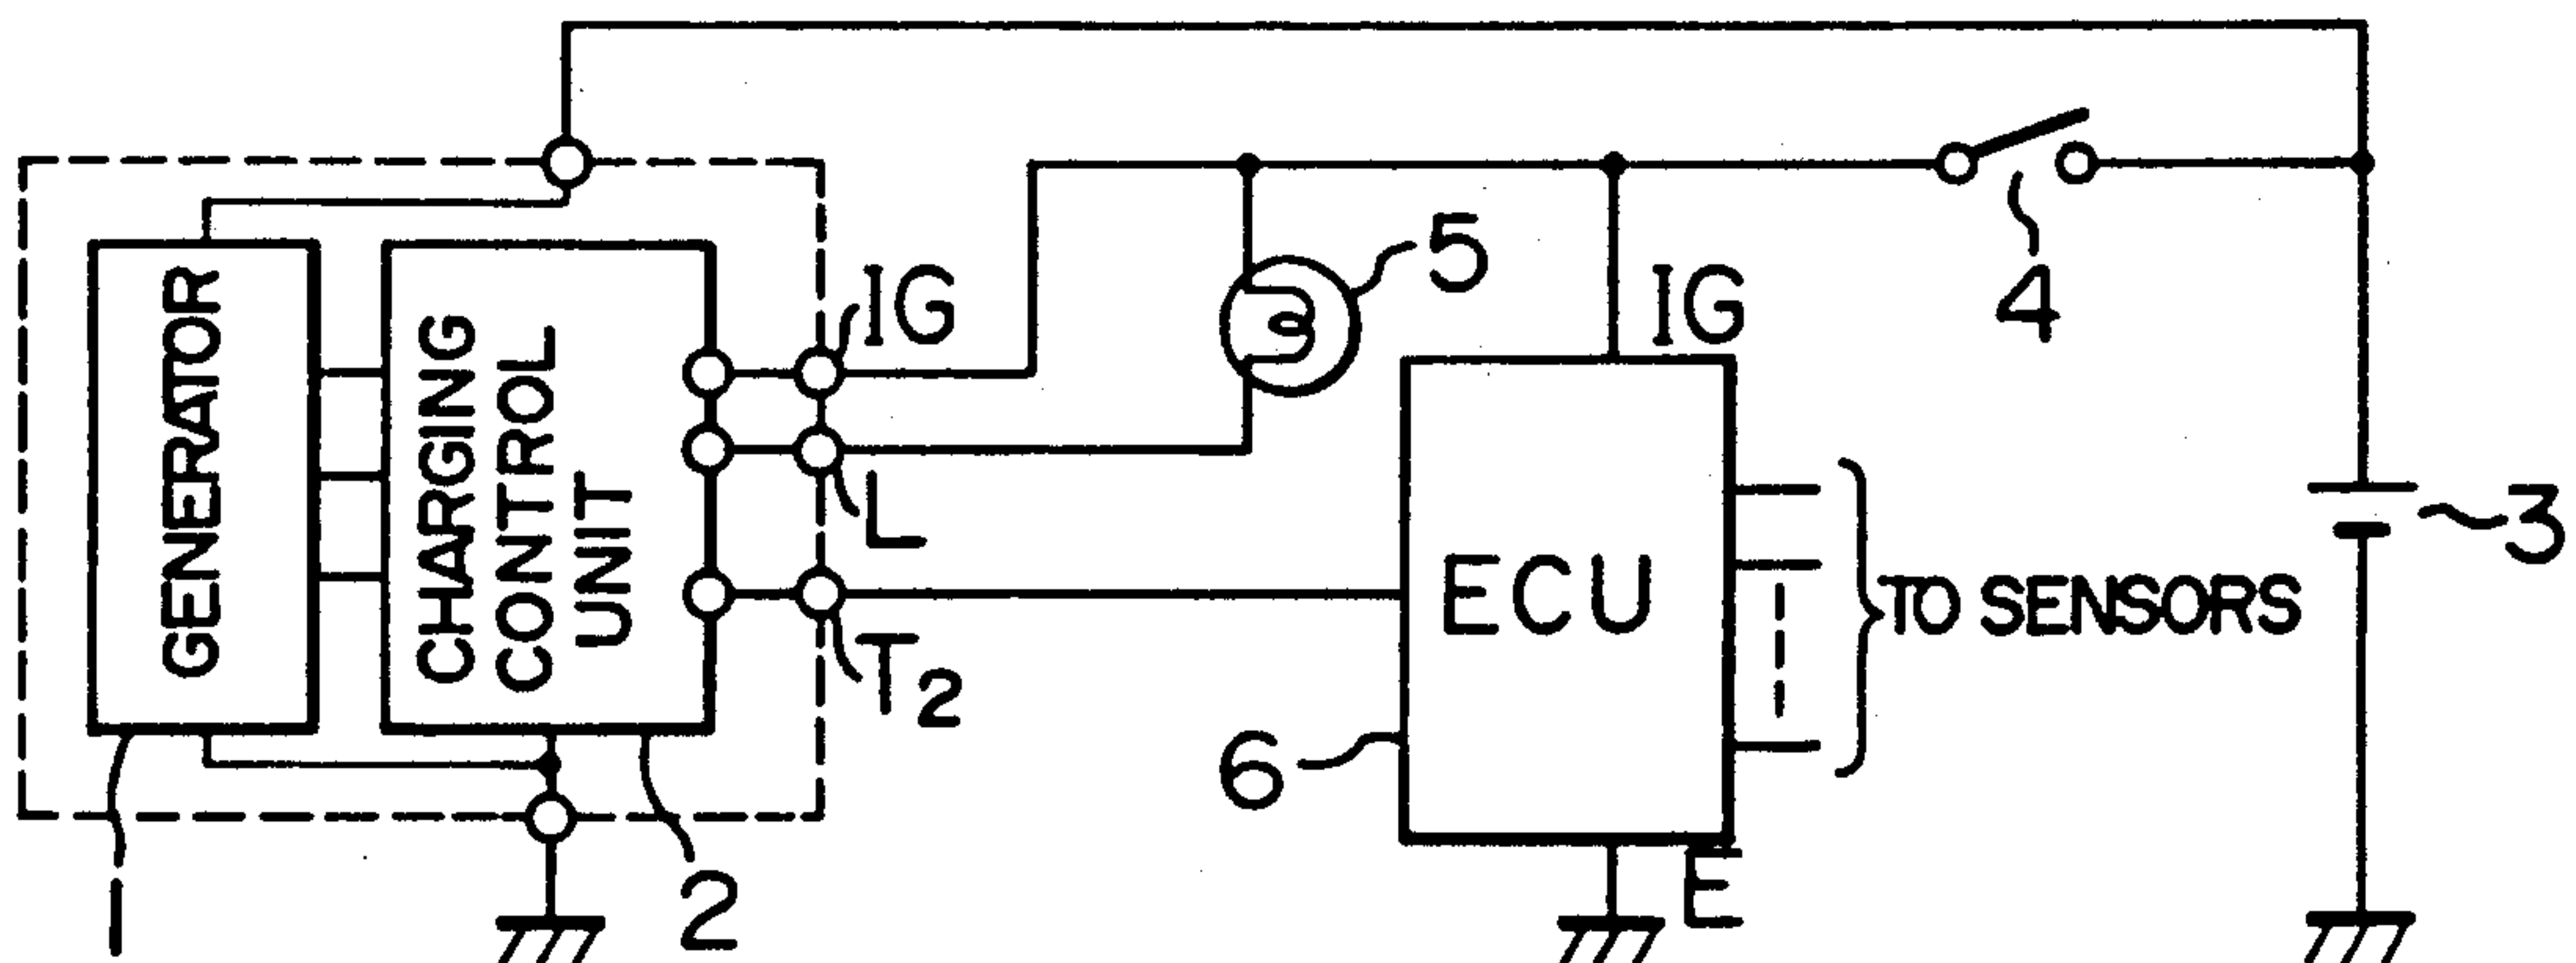 GENERATOR
CHARGING
CONTROL
UNIT
IG
L
T2
5
IG
4
ECU
TO SENSORS
3
6
E
1
2